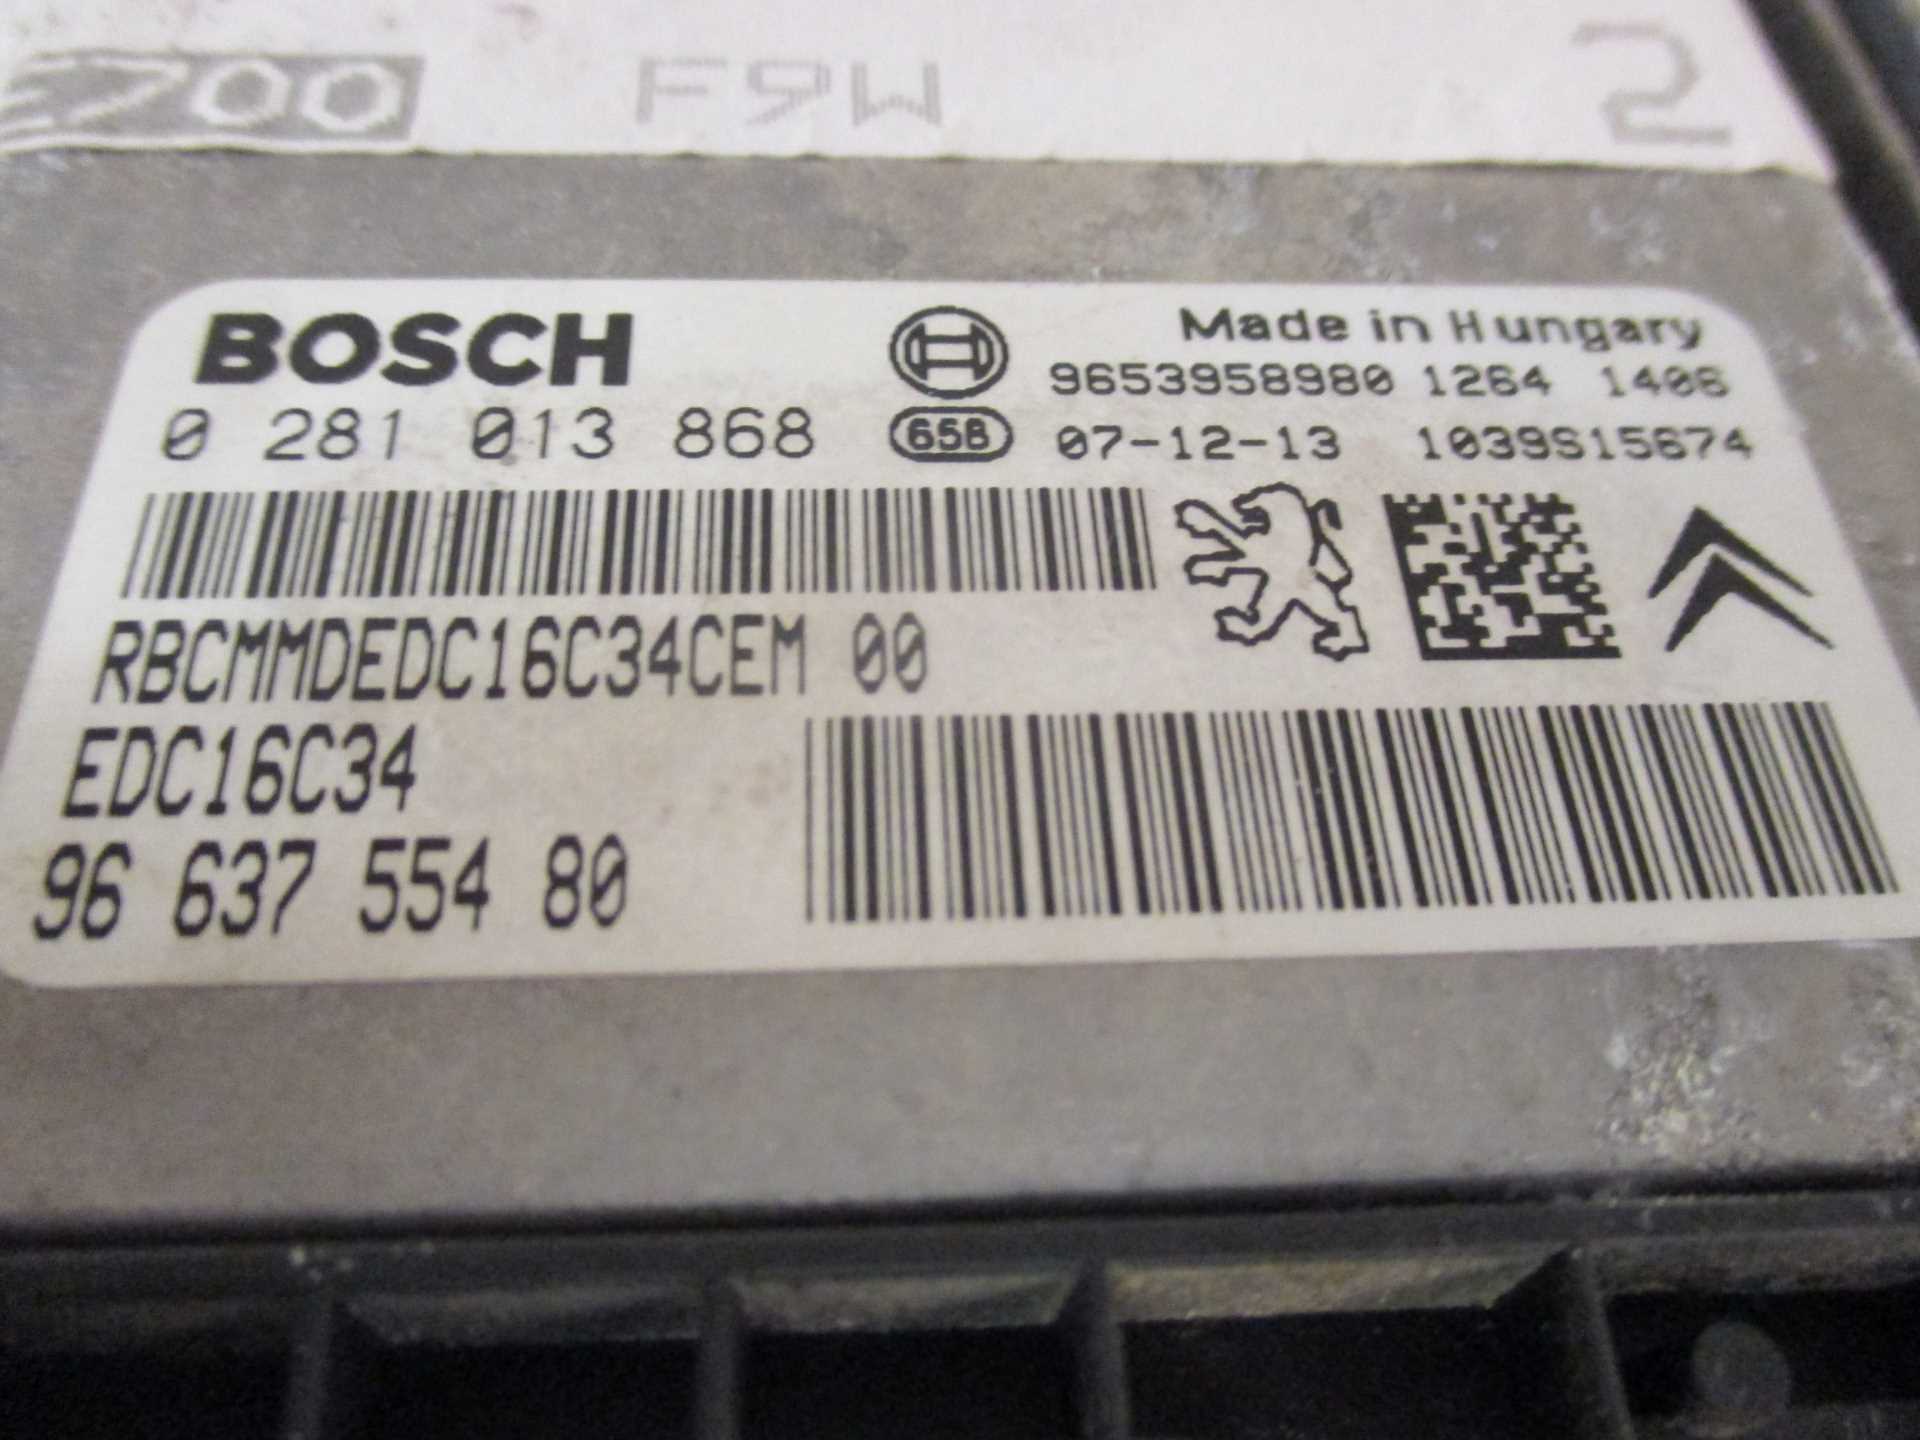 700 F9W 2
BOSCH Made in Hungary
9653958980 1264 1406
0 281 013 868 658 07-12-13 1039S15674
RBCMMDEDC16C34CEM 00
EDC16C34
96 637 554 80